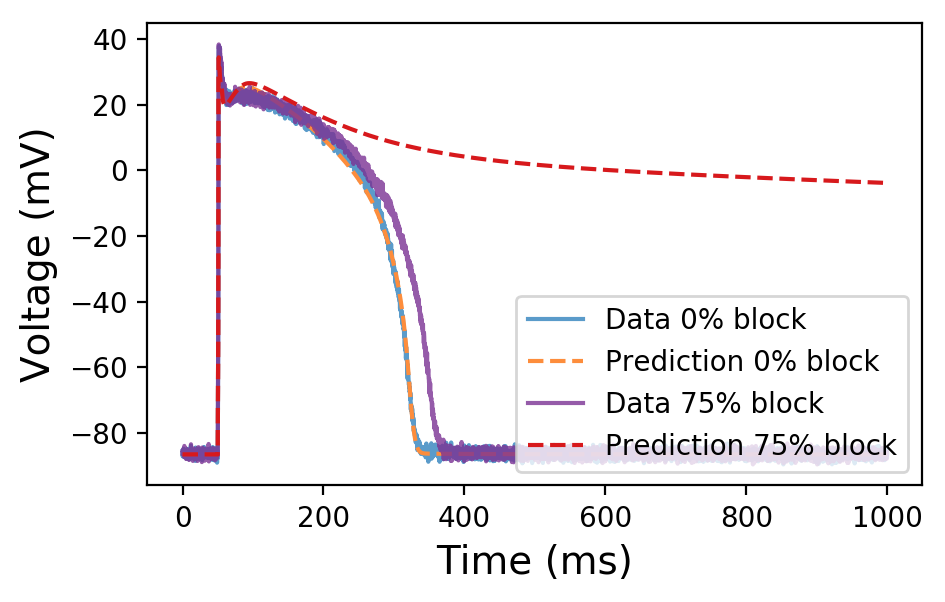 40
20
0
−20
−40
−60
−80
Voltage (mV)
Data 0% block
Prediction 0% block
Data 75% block
Prediction 75% block
0 200 400 600 800 1000
Time (ms)